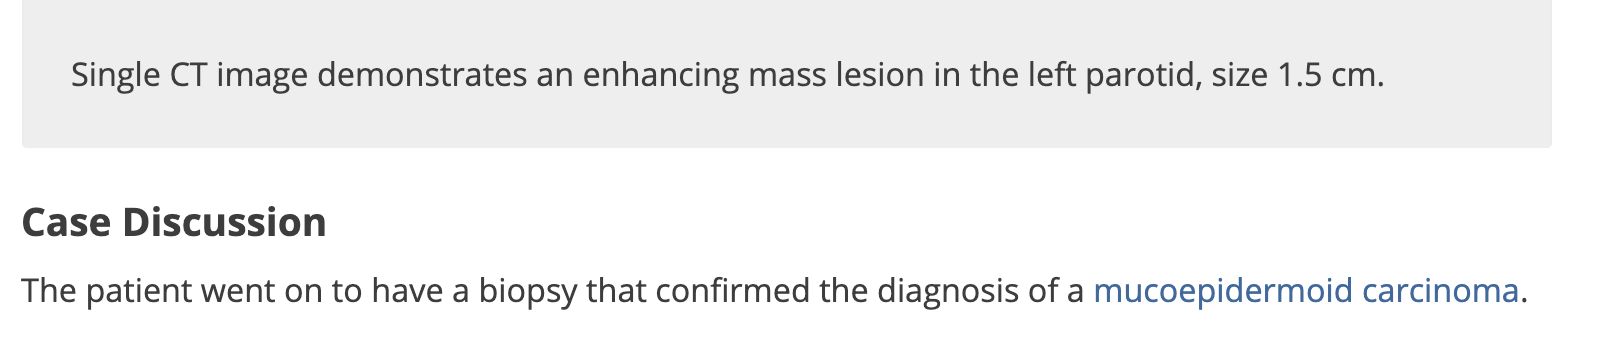 Single CT image demonstrates an enhancing mass lesion in the left parotid, size 1.5 cm.
Case Discussion
The patient went on to have a biopsy that confirmed the diagnosis of a mucoepidermoid carcinoma.